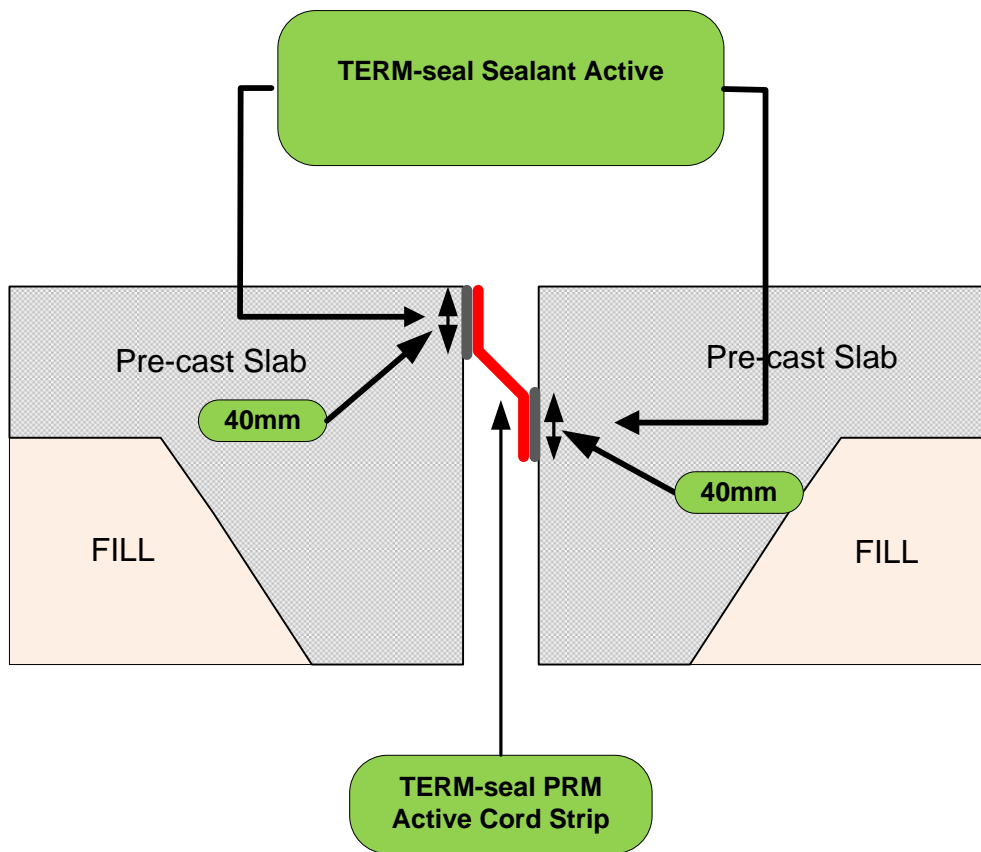 TERM-seal Sealant Active
Pre-cast Slab
Pre-cast Slab
40mm
40mm
FILL
FILL
TERM-seal PRM
Active Cord Strip